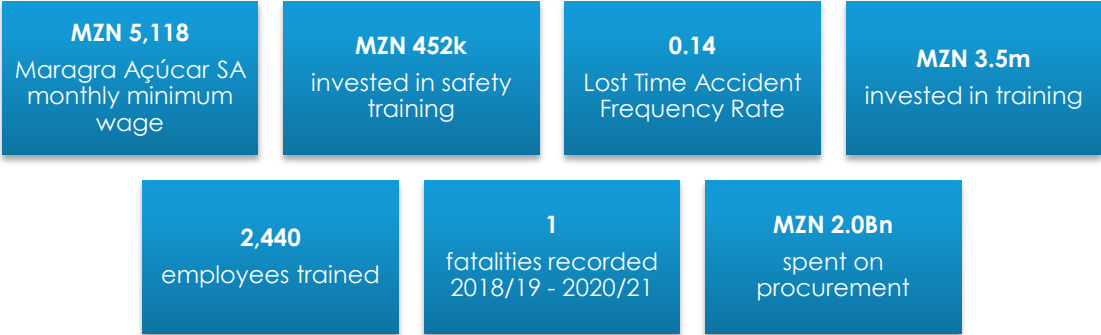 MZN 5,118
Maragra Açúcar SA
monthly minimum
wage
MZN 452k
invested in safety
training
0.14
Lost Time Accident
Frequency Rate
MZN 3.5m
invested in training
2,440
employees trained
1
fatalities recorded
2018/19 - 2020/21
MZN 2.0Bn
spent on
procurement